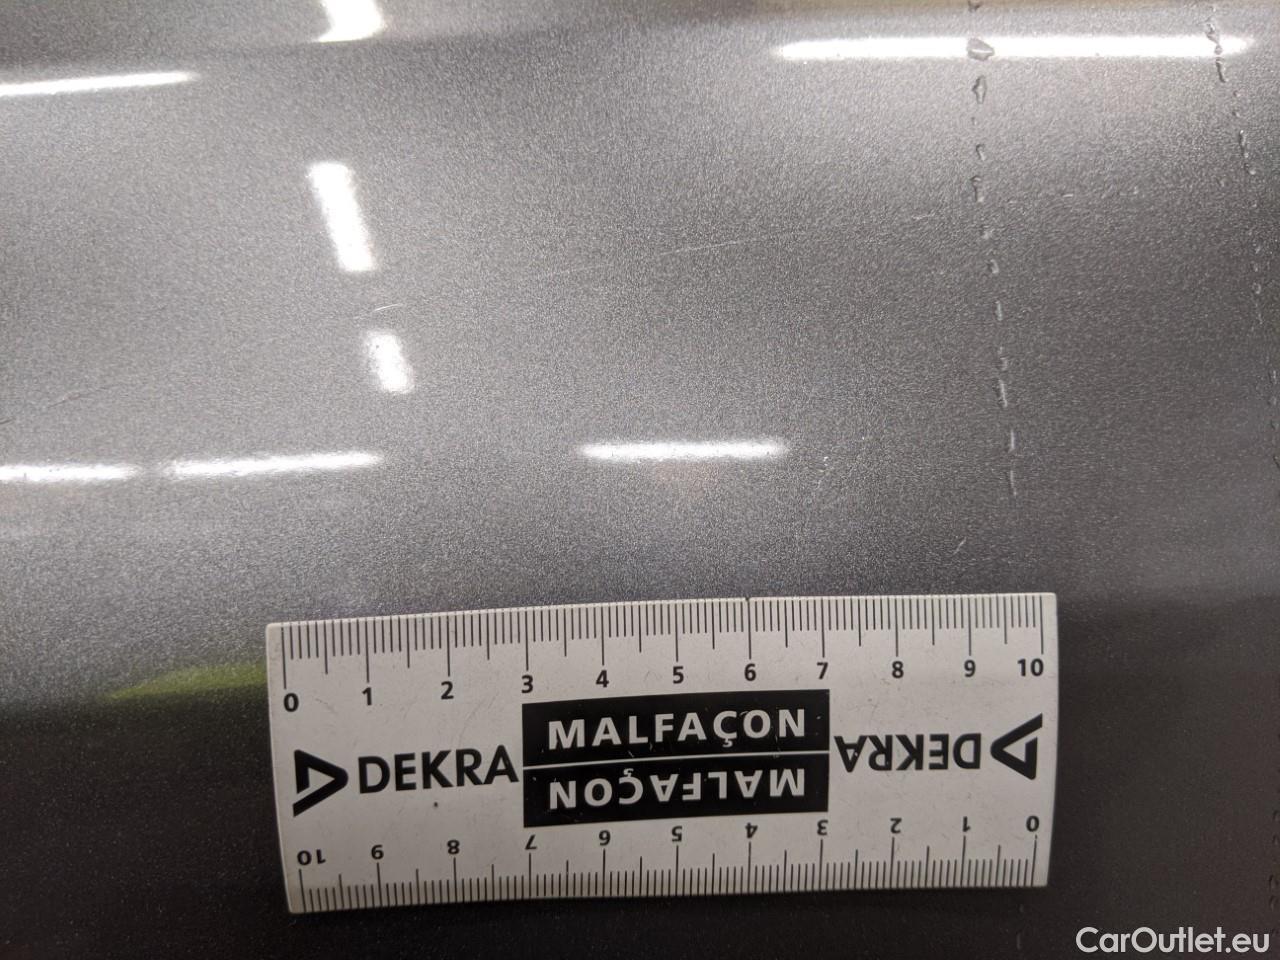 0 1 2 3 4 5 6 7 8 9 10
MALFAÇON
DEKRA
DEKRA
MALFAÇON
10 9 8 7 6 5 4 3 2 1 0
CarOutlet.eu